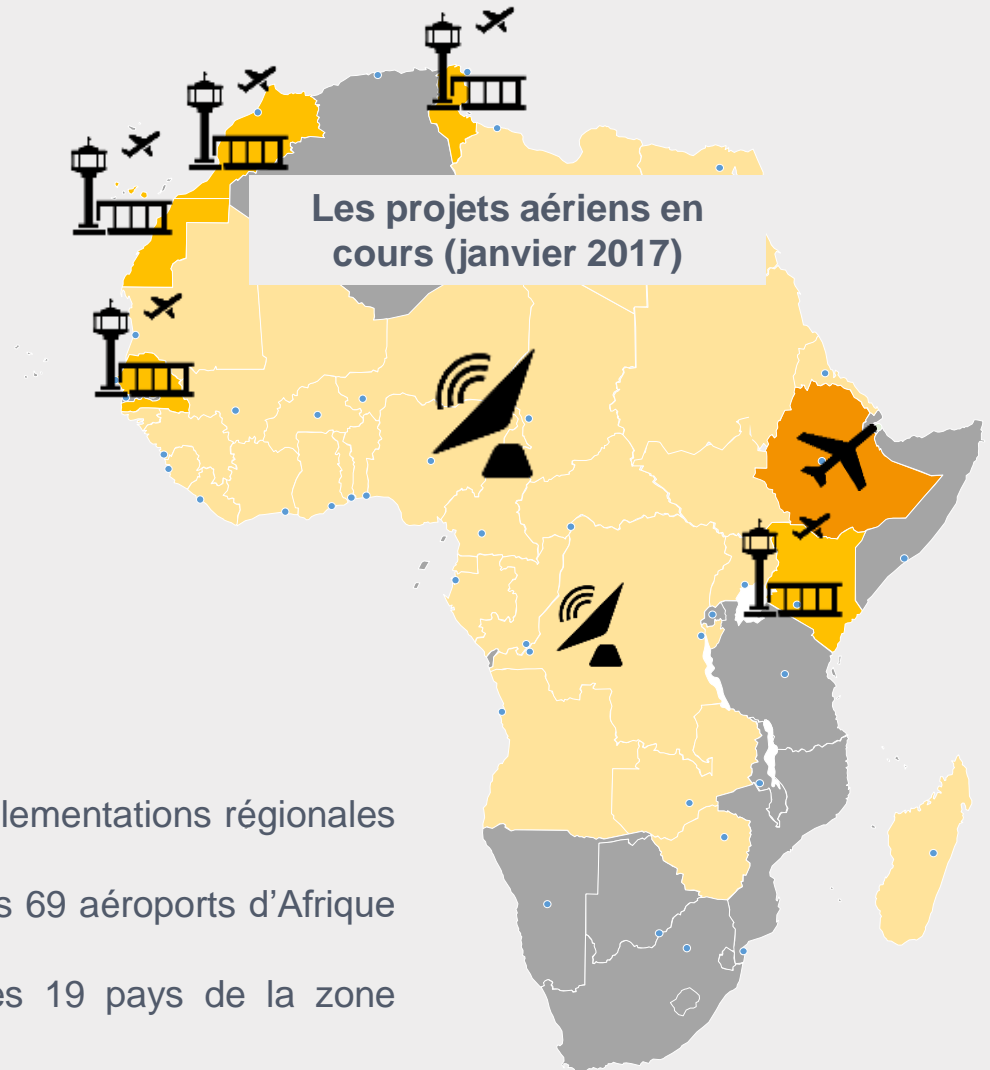 Les projets aériens en
cours (janvier 2017)
lementations régionales
s 69 aéroports d’Afrique
es 19 pays de la zone